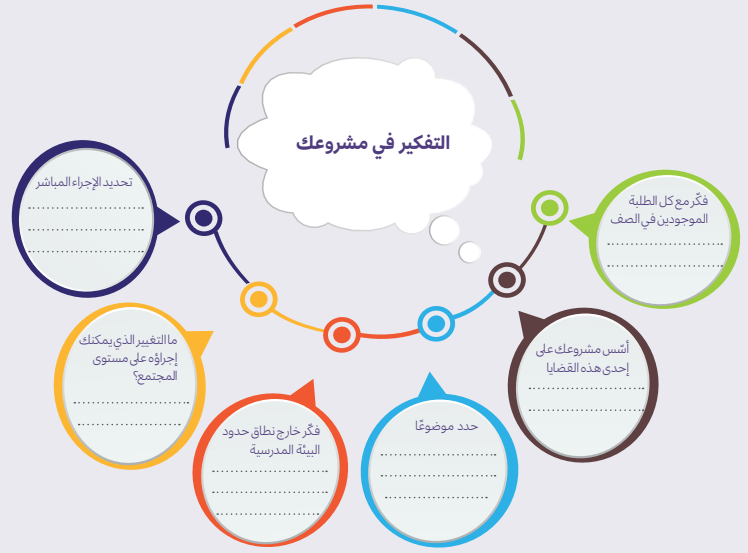 التفكير في مشروعك
فكّر مع كل الطلبة
الموجودين في الصف
أسّس مشروعك على
إحدى هذه القضايا
حدد موضوعًا
فكّر خارج نطاق حدود
البيئة المدرسية
ما التغيير الذي يمكنك
إجراؤه على مستوى
المجتمع؟
تحديد الإجراء المباشر